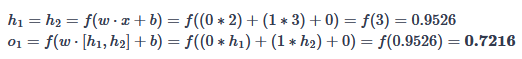 h₁ = h₂ = f(w · x + b) = f((0 * 2) + (1 * 3) + 0) = f(3) = 0.9526
o₁ = f(w · [h₁, h₂] + b) = f((0 * h₁) + (1 * h₂) + 0) = f(0.9526) = 0.7216